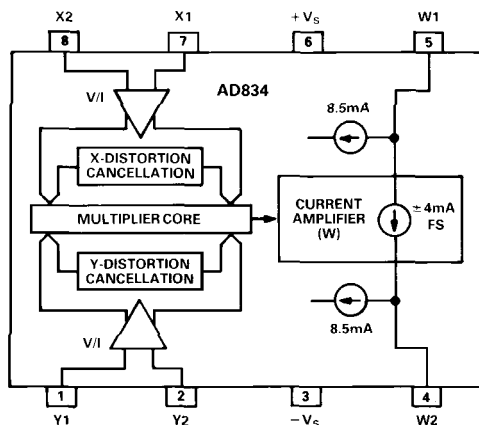 X2 X1 +VS W1
8 7 6 5
AD834
V/I
8.5mA
X-DISTORTION
CANCELLATION
MULTIPLIER CORE
CURRENT
AMPLIFIER
(W)
±4mA
FS
Y-DISTORTION
CANCELLATION
8.5mA
V/I
1 2 3 4
Y1 Y2 −VS W2